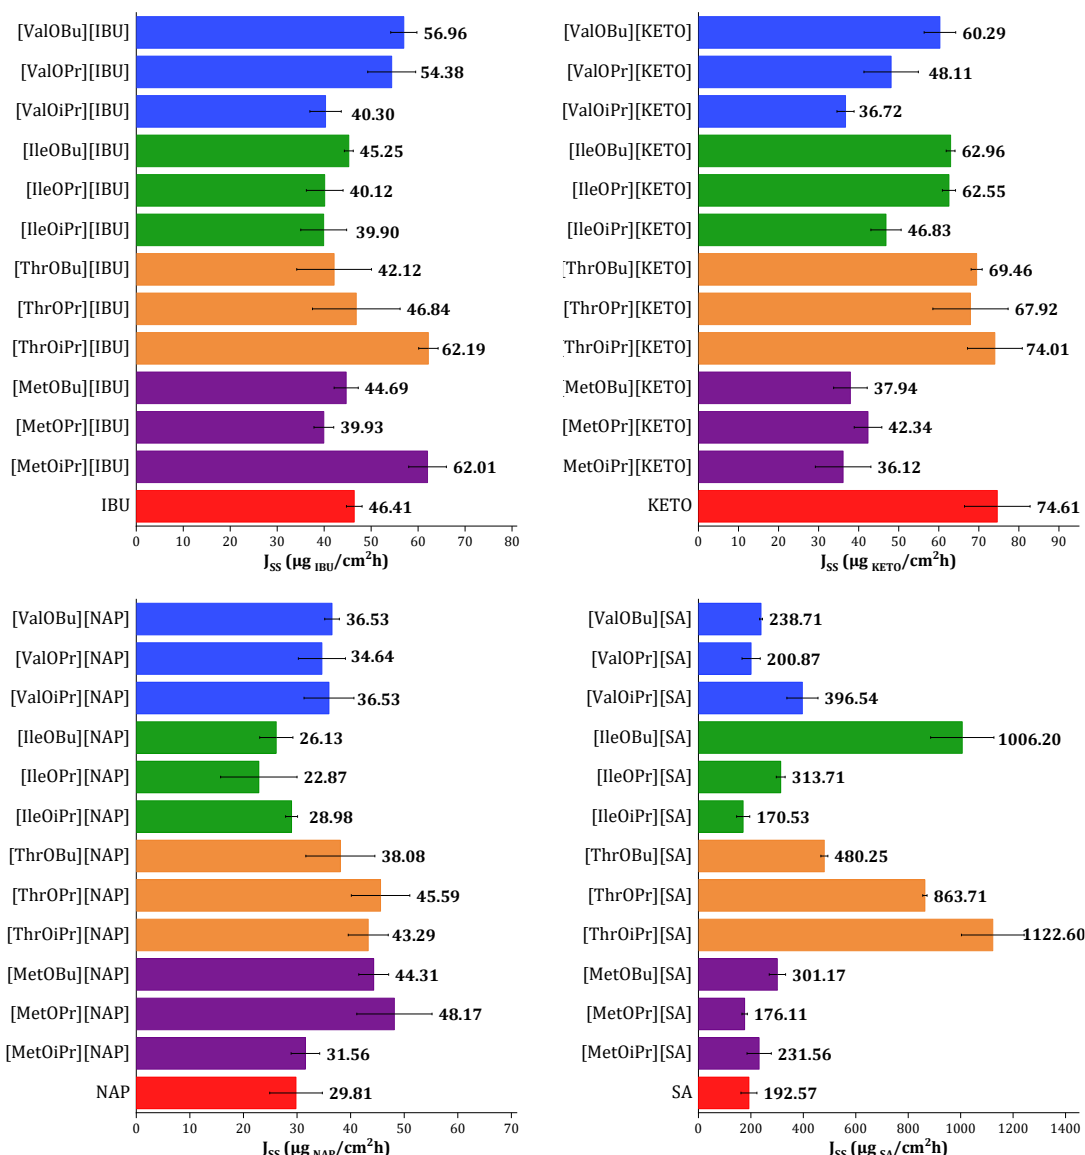 [ValOBu][IBU] 56.96
[ValOPr][IBU] 54.38
[ValOiPr][IBU] 40.30
[IleOBu][IBU] 45.25
[IleOPr][IBU] 40.12
[IleOiPr][IBU] 39.90
[ThrOBu][IBU] 42.12
[ThrOPr][IBU] 46.84
[ThrOiPr][IBU] 62.19
[MetOBu][IBU] 44.69
[MetOPr][IBU] 39.93
[MetOiPr][IBU] 62.01
IBU 46.41
0 10 20 30 40 50 60 70 80
J_SS (µg IBU/cm²h)
[ValOBu][KETO] 60.29
[ValOPr][KETO] 48.11
[ValOiPr][KETO] 36.72
[IleOBu][KETO] 62.96
[IleOPr][KETO] 62.55
[IleOiPr][KETO] 46.83
[ThrOBu][KETO] 69.46
[ThrOPr][KETO] 67.92
[ThrOiPr][KETO] 74.01
[MetOBu][KETO] 37.94
[MetOPr][KETO] 42.34
MetOiPr][KETO] 36.12
KETO 74.61
0 10 20 30 40 50 60 70 80 90
J_SS (µg KETO/cm²h)
[ValOBu][NAP] 36.53
[ValOPr][NAP] 34.64
[ValOiPr][NAP] 36.53
[IleOBu][NAP] 26.13
[IleOPr][NAP] 22.87
[IleOiPr][NAP] 28.98
[ThrOBu][NAP] 38.08
[ThrOPr][NAP] 45.59
[ThrOiPr][NAP] 43.29
[MetOBu][NAP] 44.31
[MetOPr][NAP] 48.17
[MetOiPr][NAP] 31.56
NAP 29.81
0 10 20 30 40 50 60 70
J_SS (µg NAP/cm²h)
[ValOBu][SA] 238.71
[ValOPr][SA] 200.87
[ValOiPr][SA] 396.54
[IleOBu][SA] 1006.20
[IleOPr][SA] 313.71
[IleOiPr][SA] 170.53
[ThrOBu][SA] 480.25
[ThrOPr][SA] 863.71
[ThrOiPr][SA] 1122.60
[MetOBu][SA] 301.17
[MetOPr][SA] 176.11
[MetOiPr][SA] 231.56
SA 192.57
0 200 400 600 800 1000 1200 1400
J_SS (µg SA/cm²h)